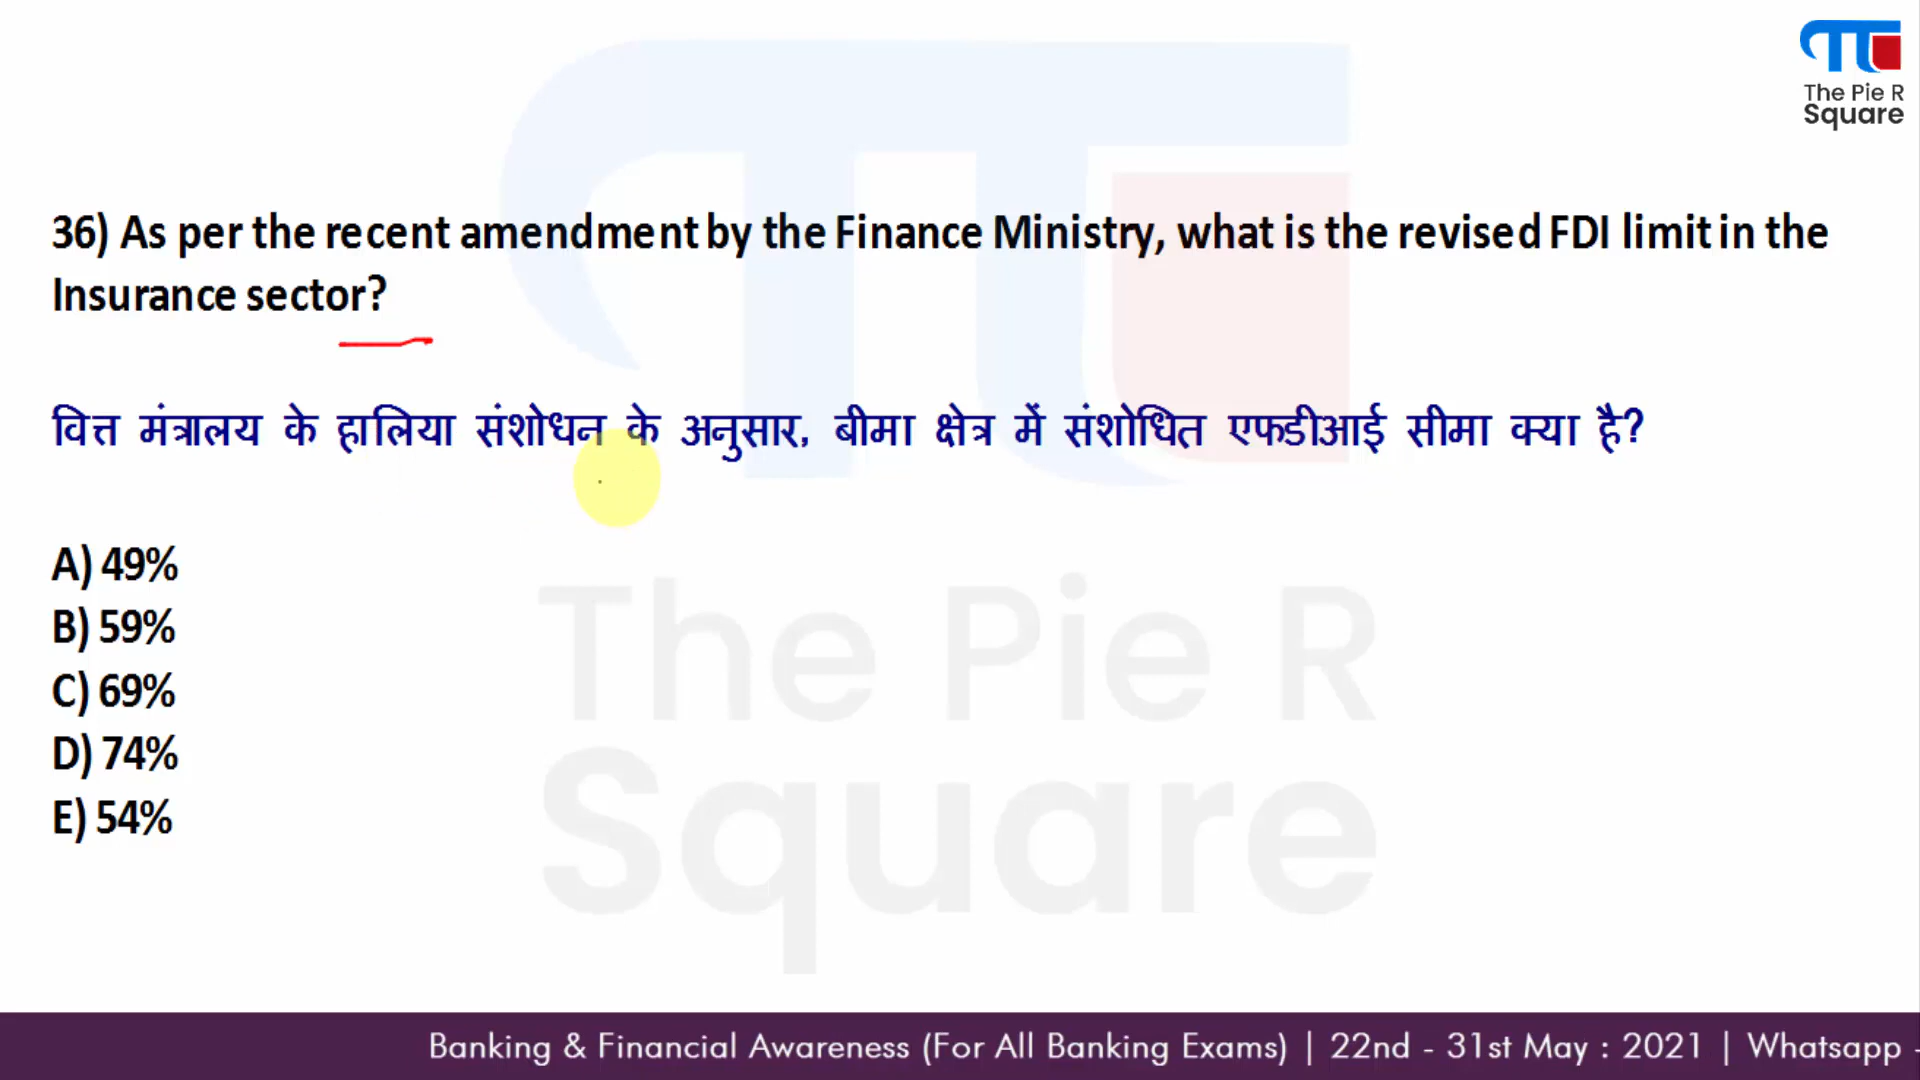 The Pie R
Square
36) As per the recent amendment by the Finance Ministry, what is the revised FDI limit in the
Insurance sector?
वित्त मंत्रालय के हालिया संशोधन के अनुसार, बीमा क्षेत्र में संशोधित एफडीआई सीमा क्या है?
A) 49%
B) 59%
C) 69%
D) 74%
E) 54%
The Pie R
Square
Banking & Financial Awareness (For All Banking Exams) | 22nd - 31st May : 2021 | Whatsapp -